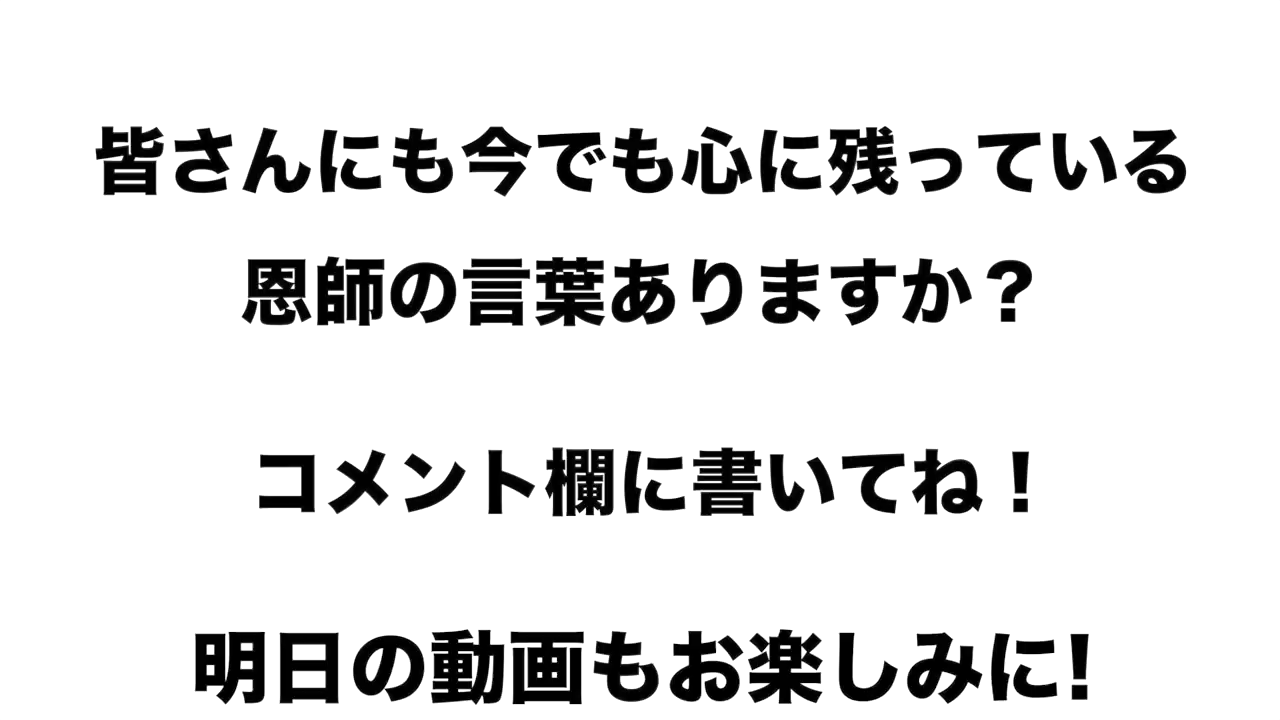 皆さんにも今でも心に残っている
恩師の言葉ありますか？
コメント欄に書いてね！
明日の動画もお楽しみに!